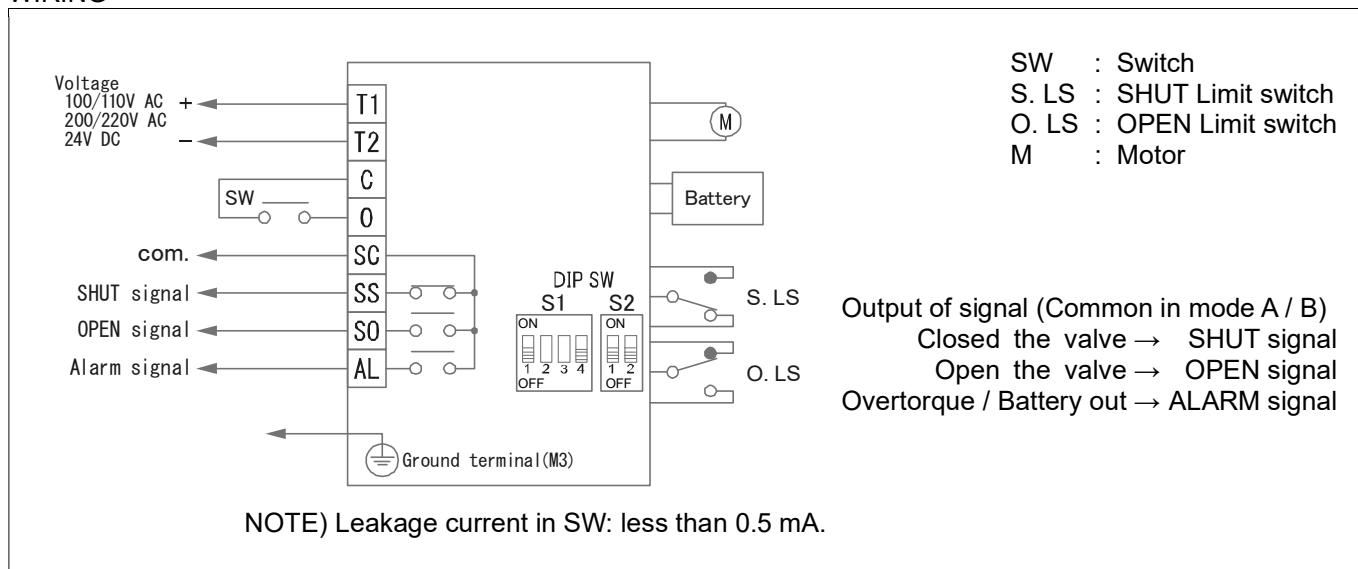 WIRING
Voltage
100/110V AC +
200/220V AC
24V DC −
T1
T2
C
O
SC
SS
SO
AL
SW
com.
SHUT signal
OPEN signal
Alarm signal
Ground terminal(M3)
DIP SW
S1 S2
ON ON
1 2 3 4 1 2
OFF OFF
M
Battery
S. LS
O. LS
SW : Switch
S. LS : SHUT Limit switch
O. LS : OPEN Limit switch
M : Motor
Output of signal (Common in mode A / B)
Closed the valve → SHUT signal
Open the valve → OPEN signal
Overtorque / Battery out → ALARM signal
NOTE) Leakage current in SW: less than 0.5 mA.